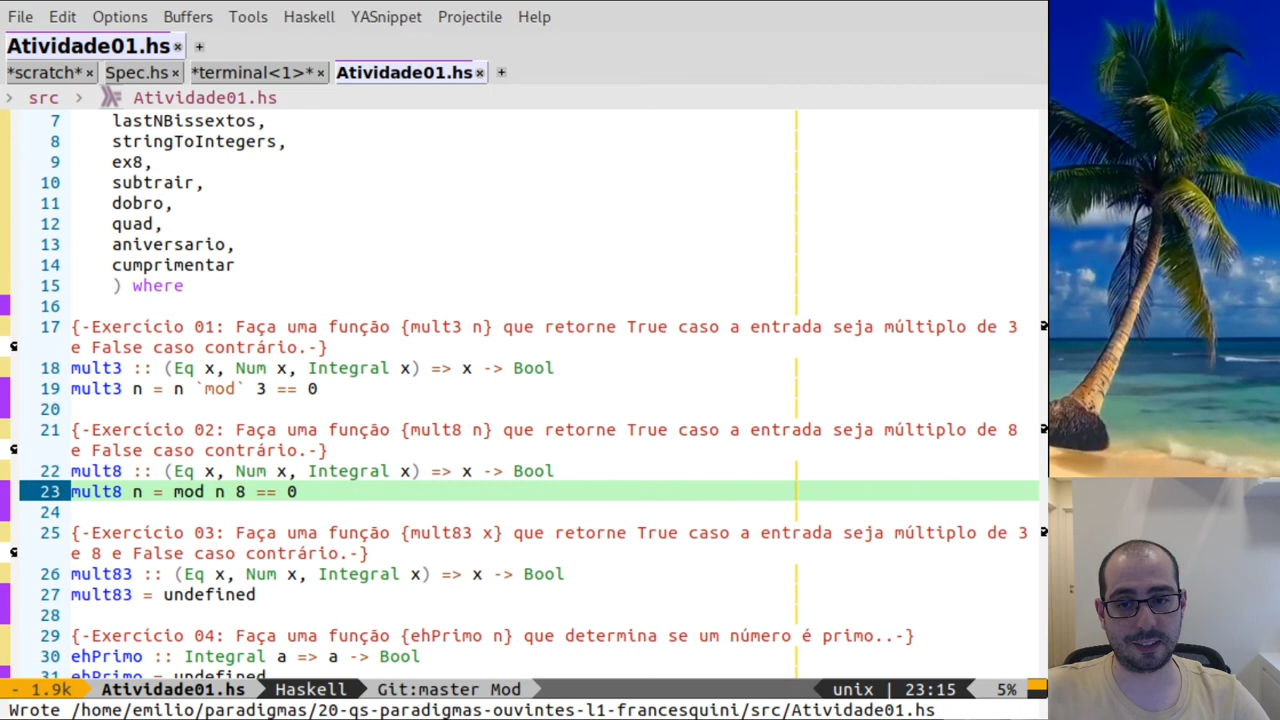 File Edit Options Buffers Tools Haskell YASnippet Projectile Help
Atividade01.hs × +
*scratch* × Spec.hs × *terminal<1>* × Atividade01.hs × +
> src > Atividade01.hs
7 lastNBissextos,
8 stringToIntegers,
9 ex8,
10 subtrair,
11 dobro,
12 quad,
13 aniversario,
14 cumprimentar
15 ) where
16
17 {-Exercício 01: Faça uma função {mult3 n} que retorne True caso a entrada seja múltiplo de 3
e False caso contrário.-}
18 mult3 :: (Eq x, Num x, Integral x) => x -> Bool
19 mult3 n = n `mod` 3 == 0
20
21 {-Exercício 02: Faça uma função {mult8 n} que retorne True caso a entrada seja múltiplo de 8
e False caso contrário.-}
22 mult8 :: (Eq x, Num x, Integral x) => x -> Bool
23 mult8 n = mod n 8 == 0
24
25 {-Exercício 03: Faça uma função {mult83 x} que retorne True caso a entrada seja múltiplo de 3
e 8 e False caso contrário.-}
26 mult83 :: (Eq x, Num x, Integral x) => x -> Bool
27 mult83 = undefined
28
29 {-Exercício 04: Faça uma função {ehPrimo n} que determina se um número é primo..-}
30 ehPrimo :: Integral a => a -> Bool
31 ehPrimo = undefined
- 1.9k Atividade01.hs Haskell Git:master Mod unix | 23:15 5%
Wrote /home/emilio/paradigmas/20-qs-paradigmas-ouvintes-l1-francesquini/src/Atividade01.hs